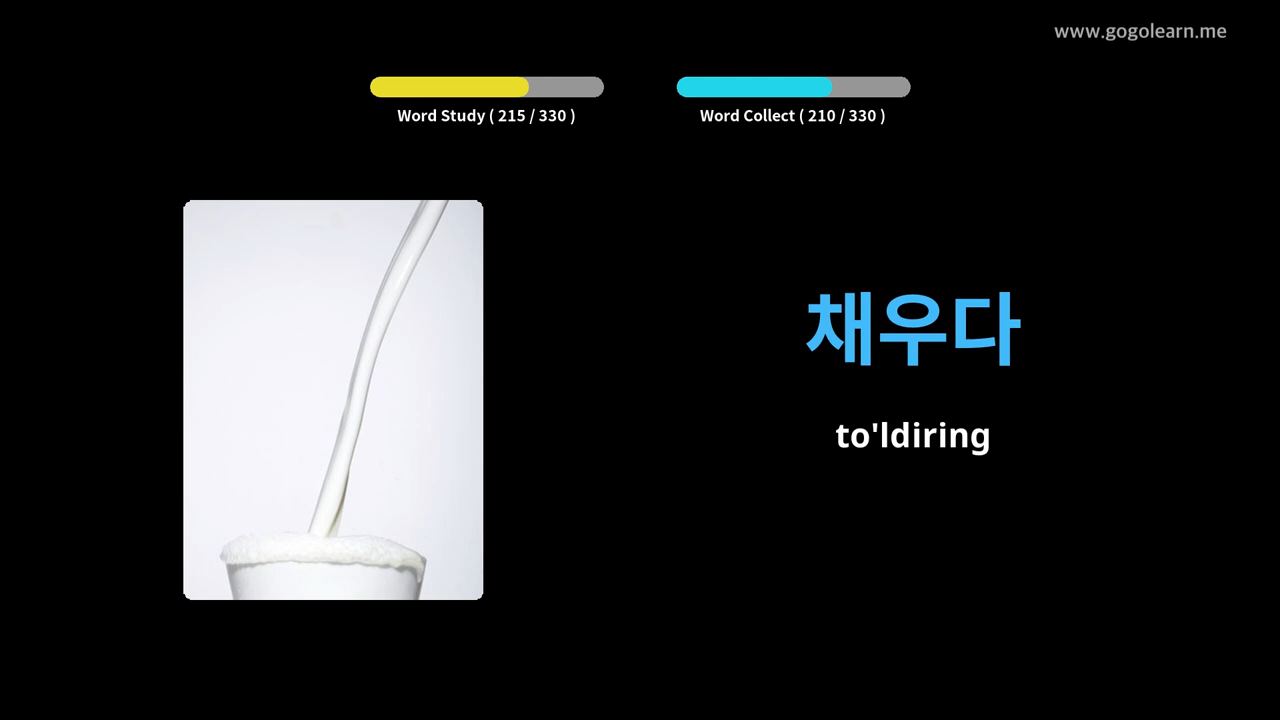 www.gogolearn.me
Word Study ( 215 / 330 )
Word Collect ( 210 / 330 )
채우다
to'ldiring